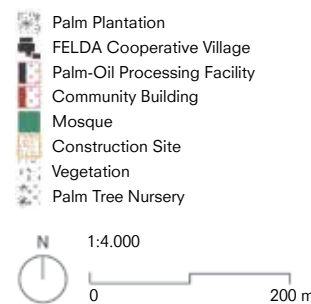 Palm Plantation
FELDA Cooperative Village
Palm-Oil Processing Facility
Community Building
Mosque
Construction Site
Vegetation
Palm Tree Nursery
N 1:4.000
0 200 m